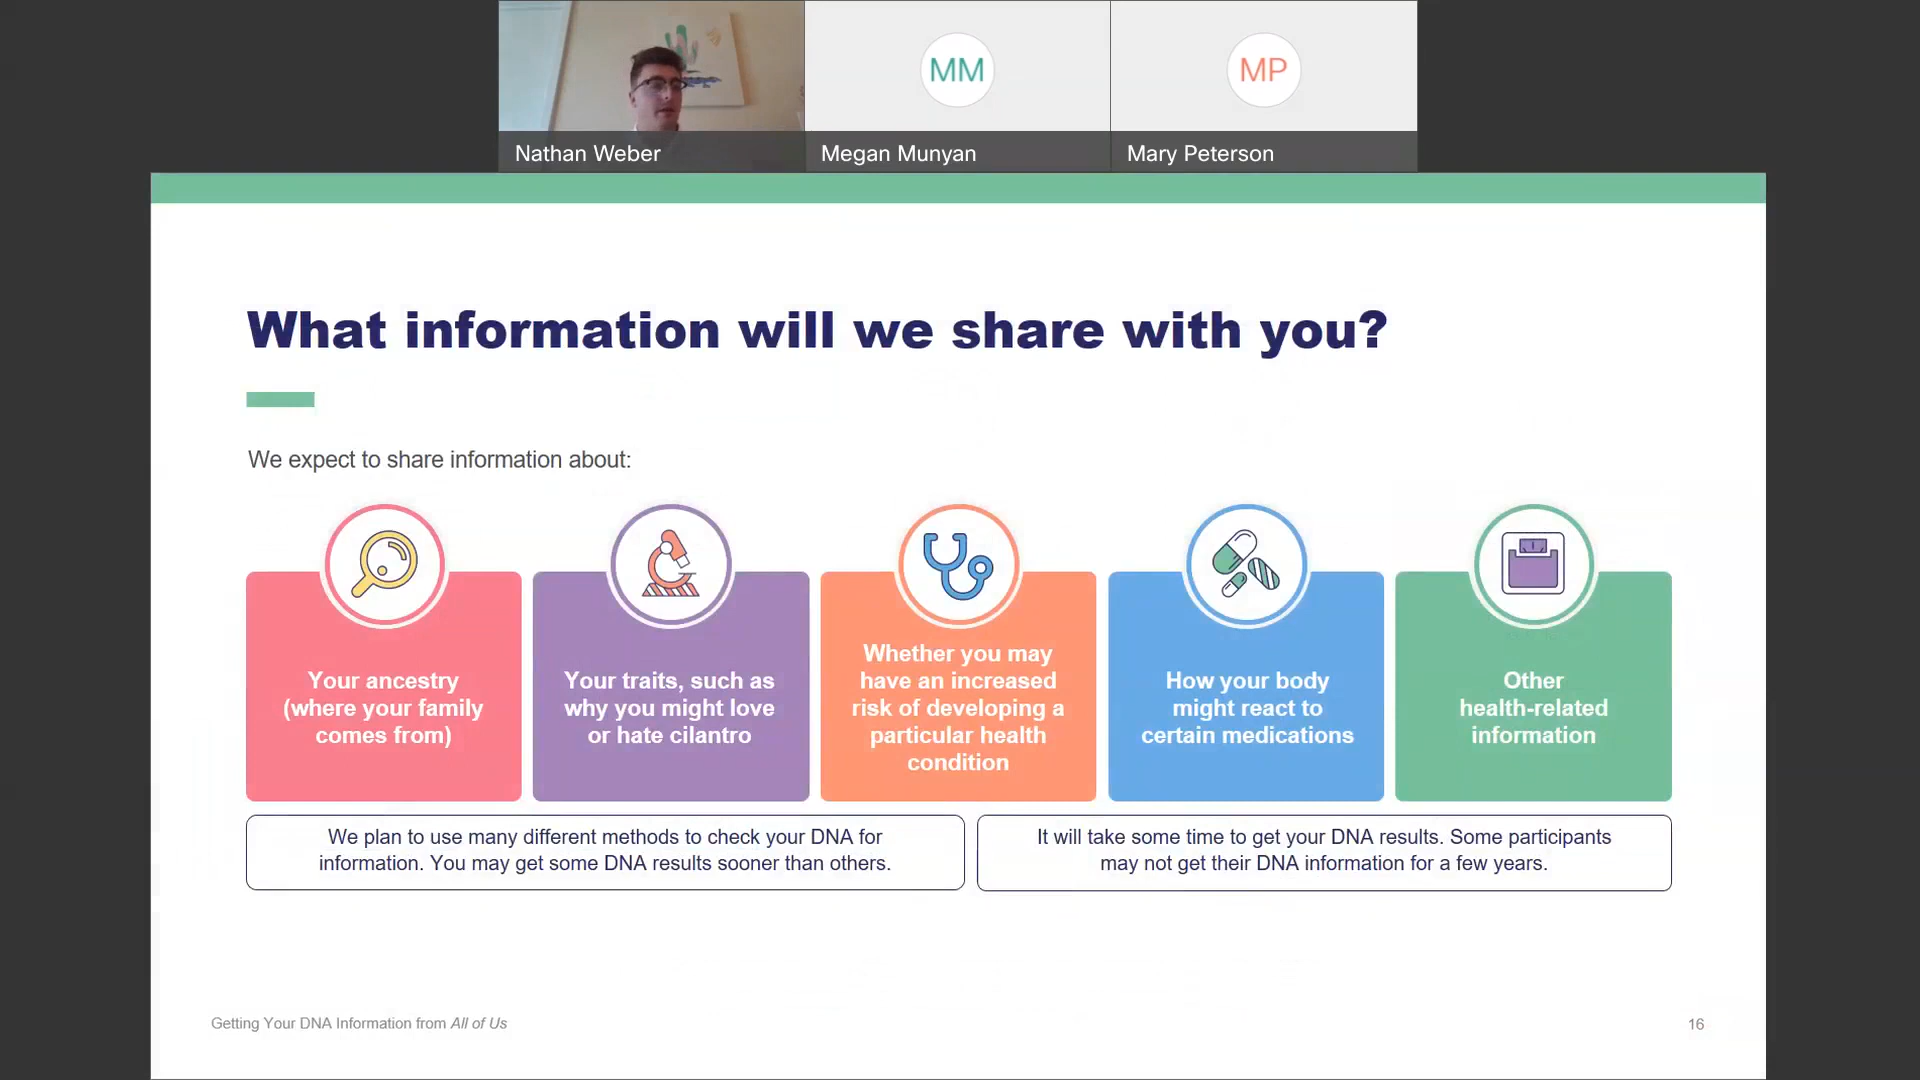 MM
MP
Nathan Weber
Megan Munyan
Mary Peterson
What information will we share with you?
We expect to share information about:
Your ancestry
(where your family
comes from)
Your traits, such as
why you might love
or hate cilantro
Whether you may
have an increased
risk of developing a
particular health
condition
How your body
might react to
certain medications
Other
health-related
information
We plan to use many different methods to check your DNA for
information. You may get some DNA results sooner than others.
It will take some time to get your DNA results. Some participants
may not get their DNA information for a few years.
Getting Your DNA Information from All of Us
16